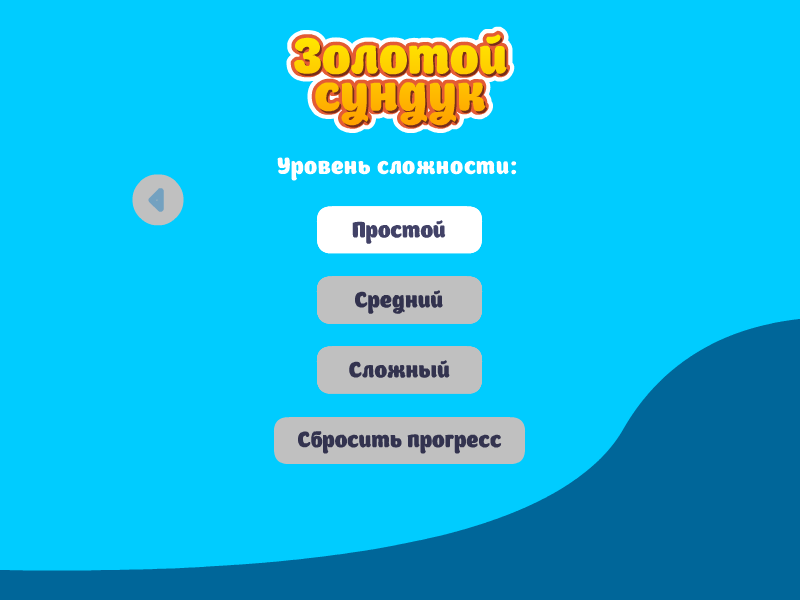 Золотой
сундук
Уровень сложности:
Простой
Средний
Сложный
Сбросить прогресс